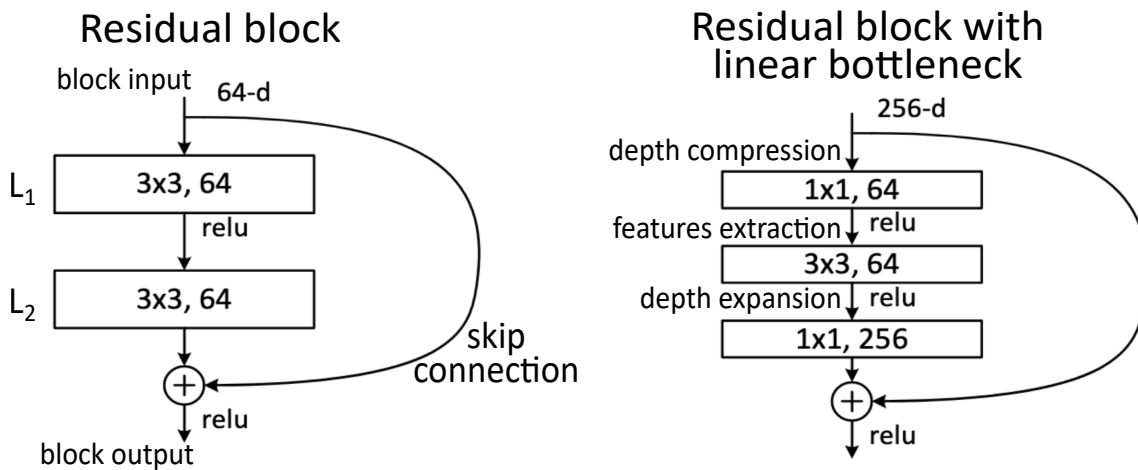 Residual block
block input
64-d
L1
3x3, 64
relu
L2
3x3, 64
skip
connection
relu
block output
Residual block with
linear bottleneck
256-d
depth compression
1x1, 64
features extraction
relu
3x3, 64
depth expansion
relu
1x1, 256
relu